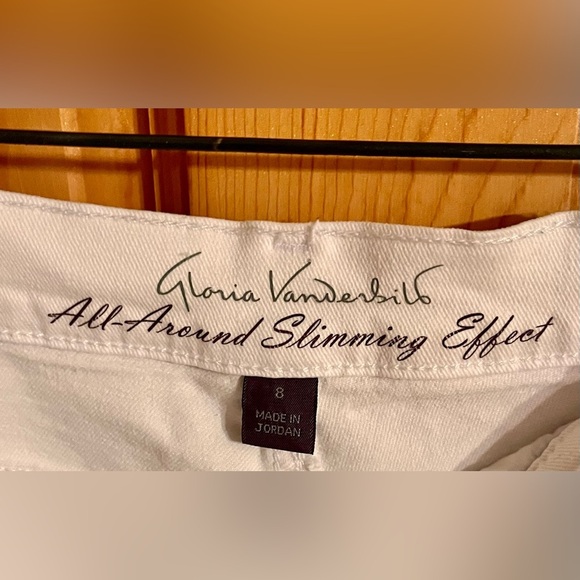 Gloria Vanderbilt
All-Around Slimming Effect
8
MADE IN
JORDAN